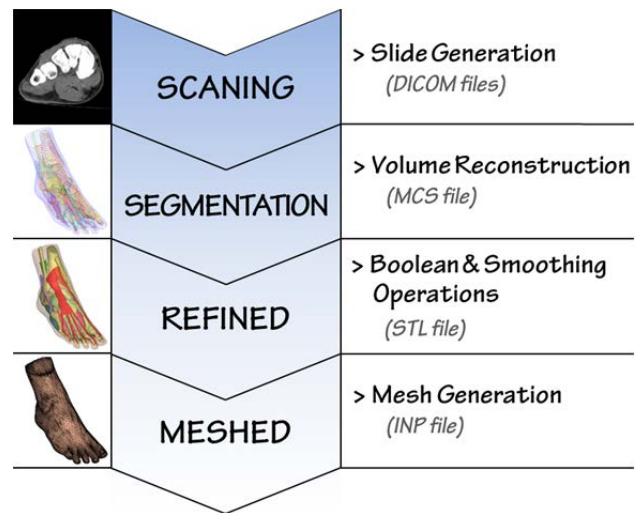 SCANING
> Slide Generation
(DICOM files)
SEGMENTATION
> Volume Reconstruction
(MCS file)
REFINED
> Boolean & Smoothing
Operations
(STL file)
MESHED
> Mesh Generation
(INP file)